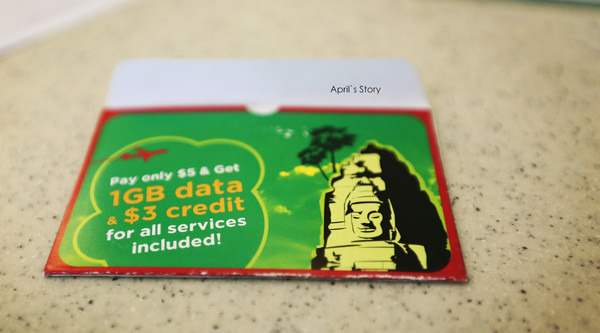 April`s Story
Pay only $5 & Get
1GB data
& $3 credit
for all services
included!